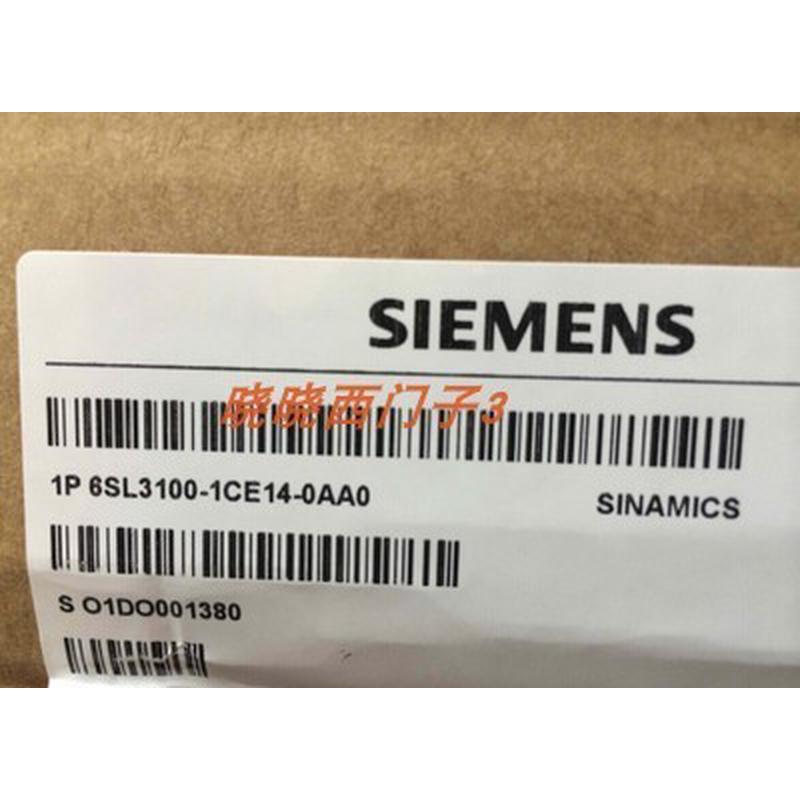 SIEMENS
晓晓西门子3
1P 6SL3100-1CE14-0AA0
SINAMICS
S O1DO001380